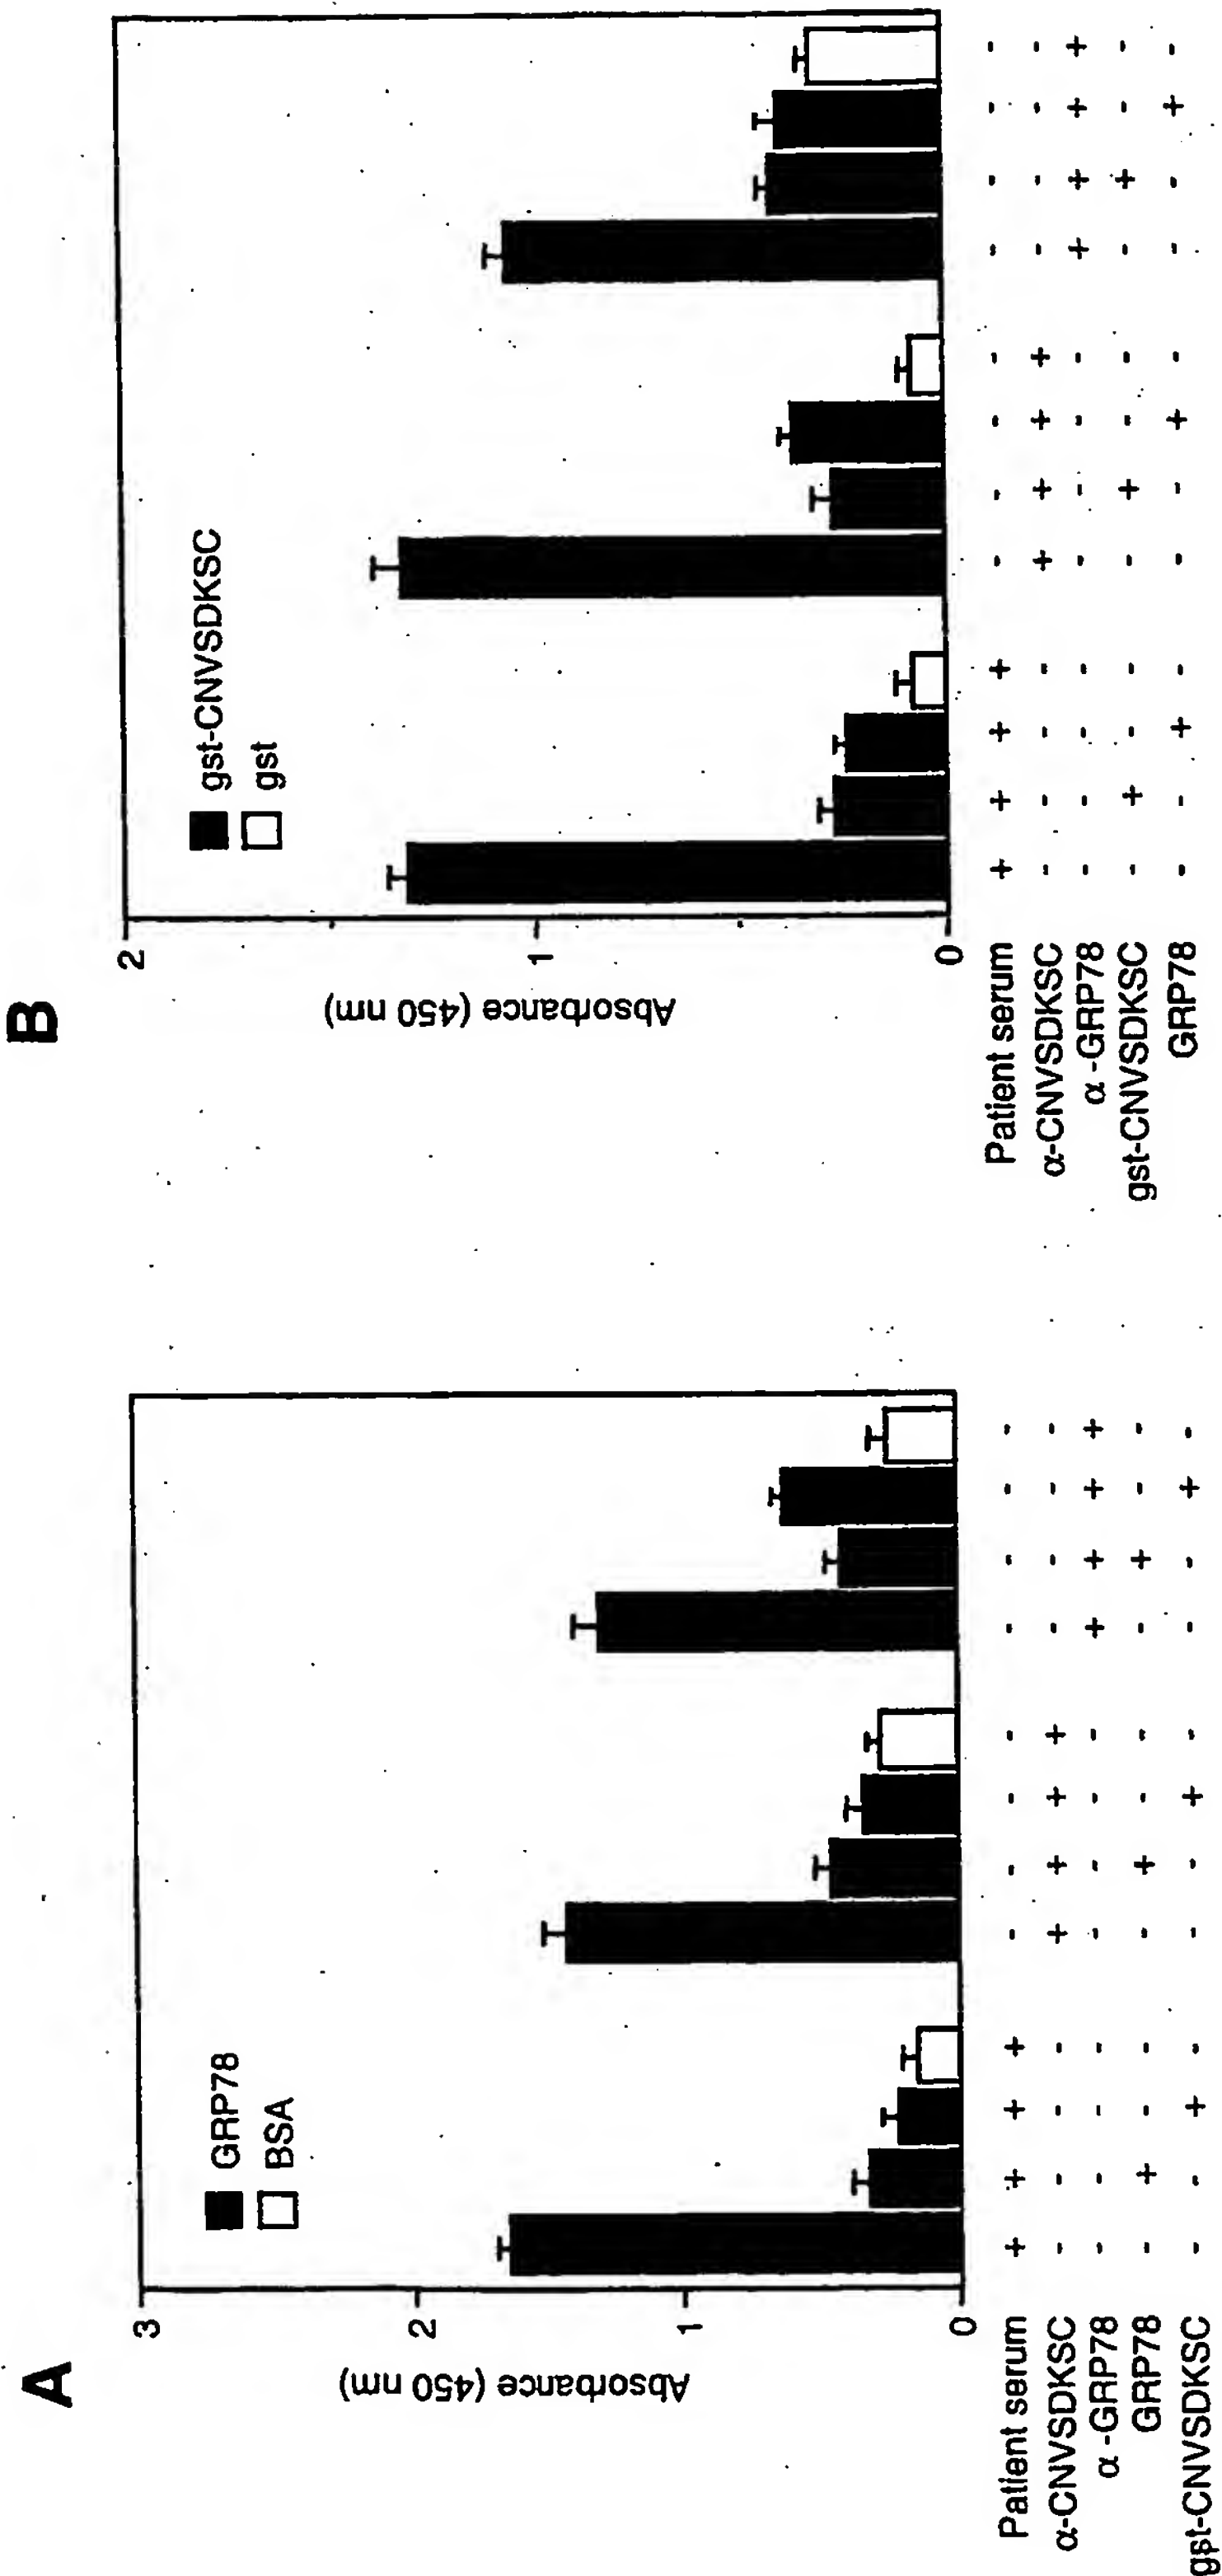 A
GRP78
BSA
3
2
1
0
Absorbance (450 nm)
Patient serum + + + + - - - - - - - -
α-CNVSDKSC - - - - + + + + - - - -
α -GRP78 - - - - - - - - + + + +
GRP78 - + - - - + - - - + - -
gst-CNVSDKSC - - + - - - + - - - + -
B
gst-CNVSDKSC
gst
2
1
0
Absorbance (450 nm)
Patient serum + + + + - - - - - - - -
α-CNVSDKSC - - - - + + + + - - - -
α -GRP78 - - - - - - - - + + + +
gst-CNVSDKSC - + - - - + - - - + - -
GRP78 - - + - - - + - - - + -